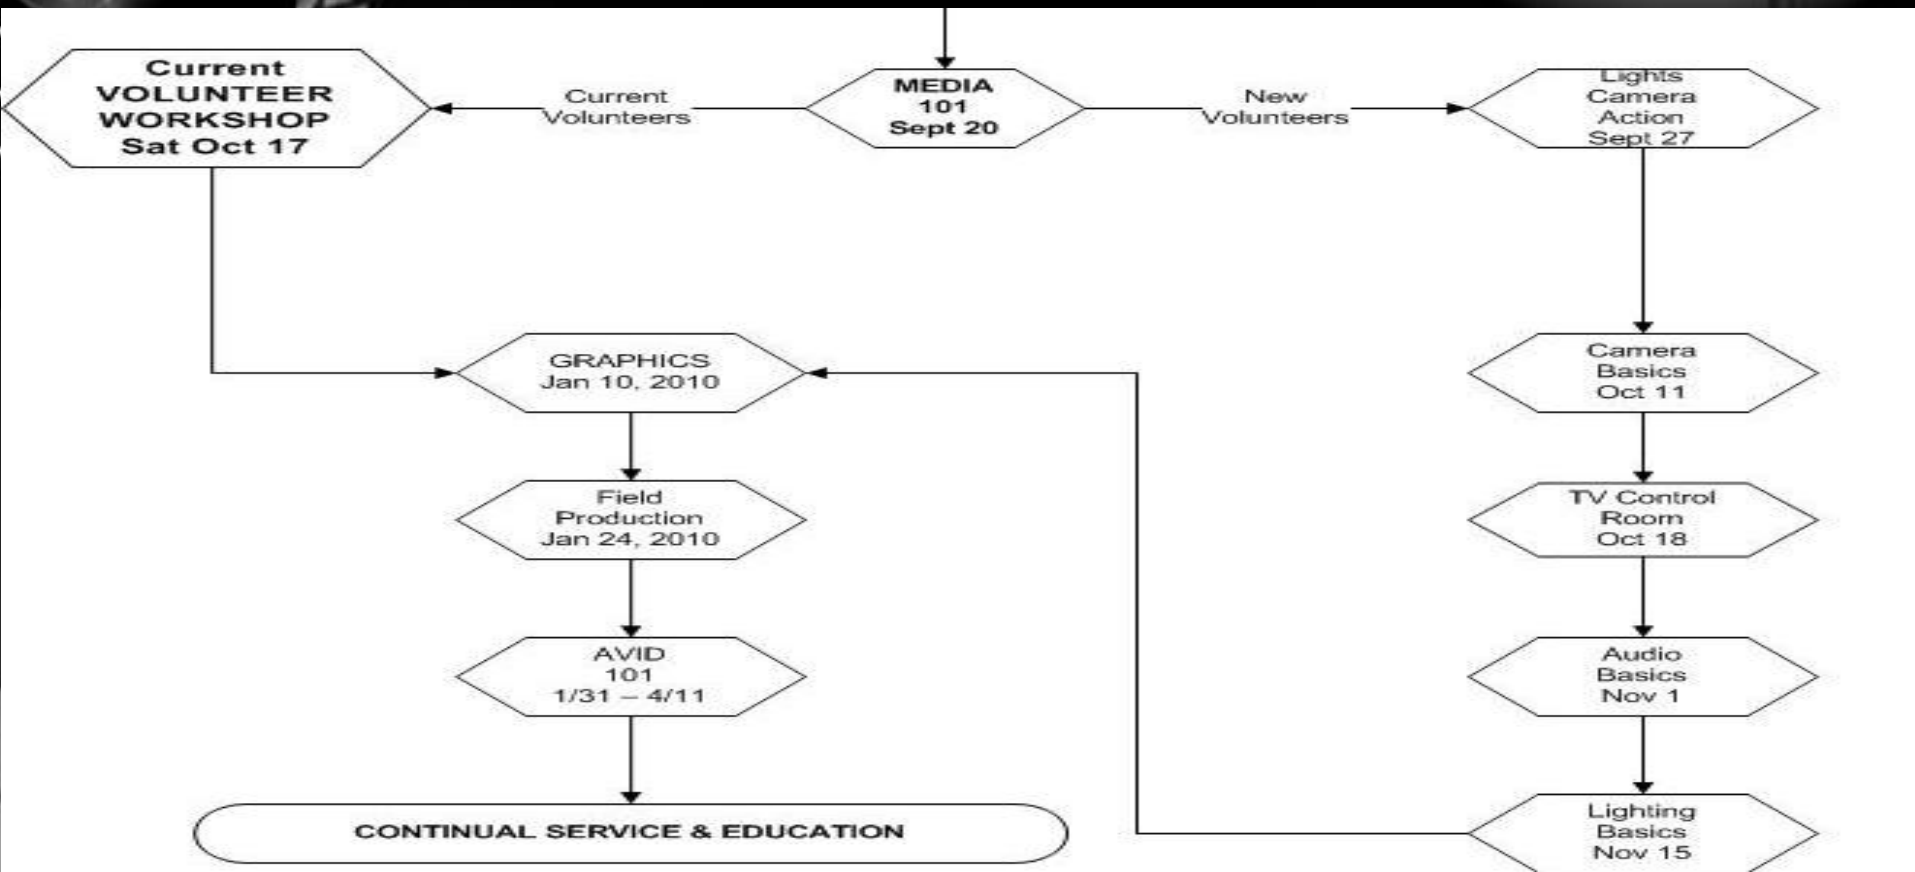 Current
VOLUNTEER
WORKSHOP
Sat Oct 17
Current
Volunteers
MEDIA
101
Sept 20
New
Volunteers
Lights
Camera
Action
Sept 27
GRAPHICS
Jan 10, 2010
Camera
Basics
Oct 11
Field
Production
Jan 24, 2010
TV Control
Room
Oct 18
AVID
101
1/31 – 4/11
Audio
Basics
Nov 1
CONTINUAL SERVICE & EDUCATION
Lighting
Basics
Nov 15